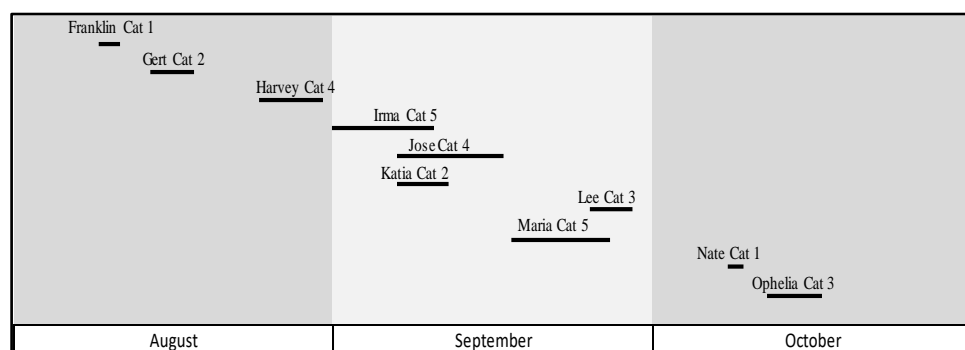 Franklin Cat 1
Gert Cat 2
Harvey Cat 4
Irma Cat 5
Jose Cat 4
Katia Cat 2
Lee Cat 3
Maria Cat 5
Nate Cat 1
Ophelia Cat 3
August September October